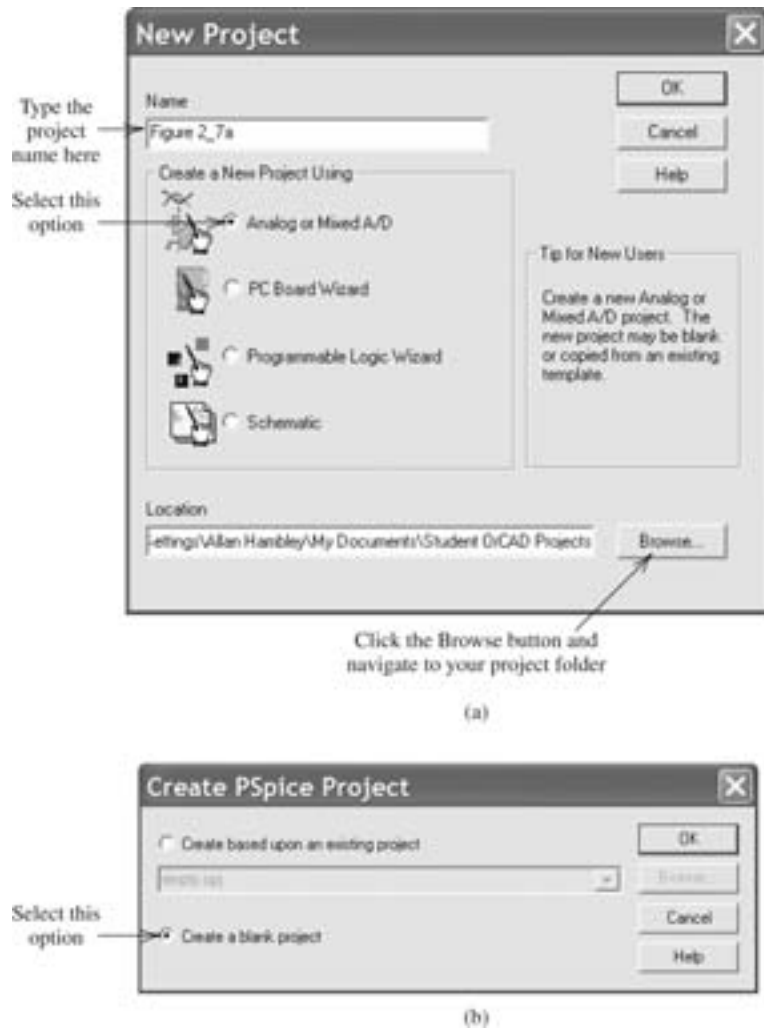 New Project
Type the
project
name here
Name
Figure 2_7a
OK
Cancel
Help
Create a New Project Using
Select this
option
Analog or Mixed A/D
PC Board Wizard
Programmable Logic Wizard
Schematic
Tip for New Users
Create a new Analog or
Mixed A/D project. The
new project may be blank
or copied from an existing
template.
Location
ettings\Allan Hambley\My Documents\Student OrCAD Projects
Browse...
Click the Browse button and
navigate to your project folder
(a)
Create PSpice Project
Create based upon an existing project
OK
Browse...
Select this
option
Create a blank project
Cancel
Help
(b)